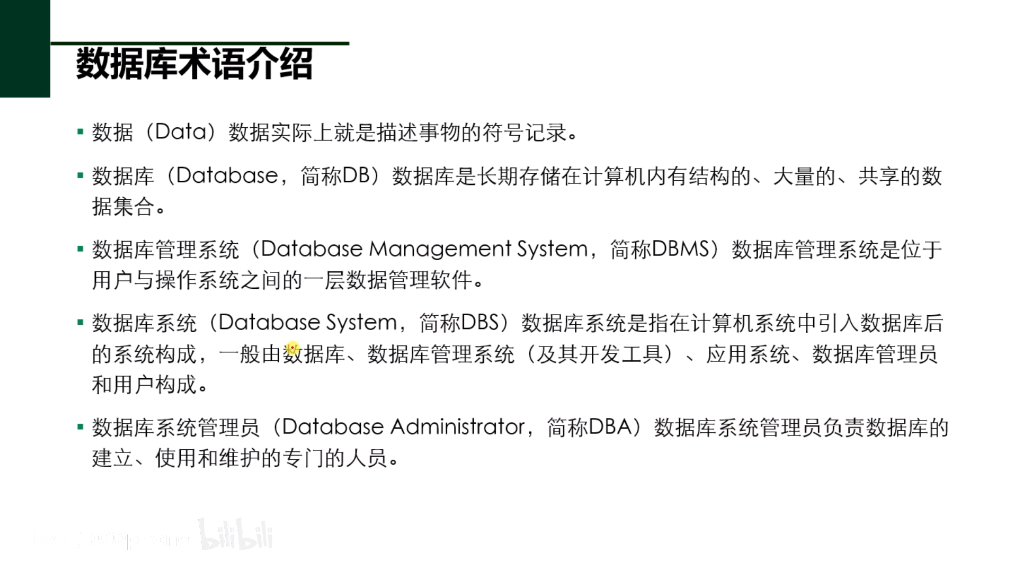 数据库术语介绍
数据（Data）数据实际上就是描述事物的符号记录。
数据库（Database，简称DB）数据库是长期存储在计算机内有结构的、大量的、共享的数
据集合。
数据库管理系统（Database Management System，简称DBMS）数据库管理系统是位于
用户与操作系统之间的一层数据管理软件。
数据库系统（Database System，简称DBS）数据库系统是指在计算机系统中引入数据库后
的系统构成，一般由数据库、数据库管理系统（及其开发工具）、应用系统、数据库管理员
和用户构成。
数据库系统管理员（Database Administrator，简称DBA）数据库系统管理员负责数据库的
建立、使用和维护的专门的人员。
bilibili